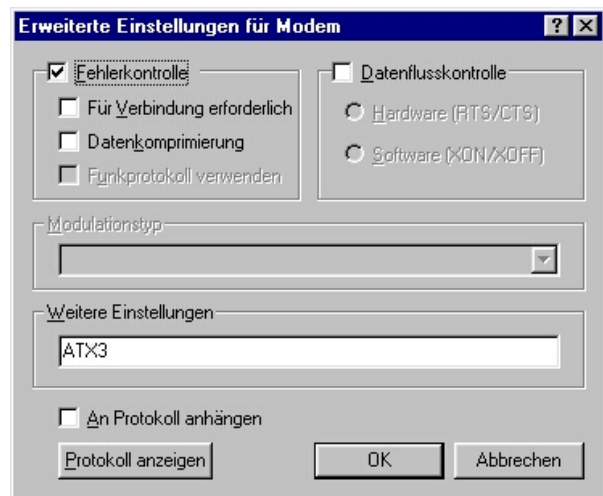 Erweiterte Einstellungen für Modem
Fehlerkontrolle
Für Verbindung erforderlich
Datenkomprimierung
Funkprotokoll verwenden
Datenflusskontrolle
Hardware (RTS/CTS)
Software (XON/XOFF)
Modulationstyp
Weitere Einstellungen
ATX3
An Protokoll anhängen
Protokoll anzeigen
OK
Abbrechen